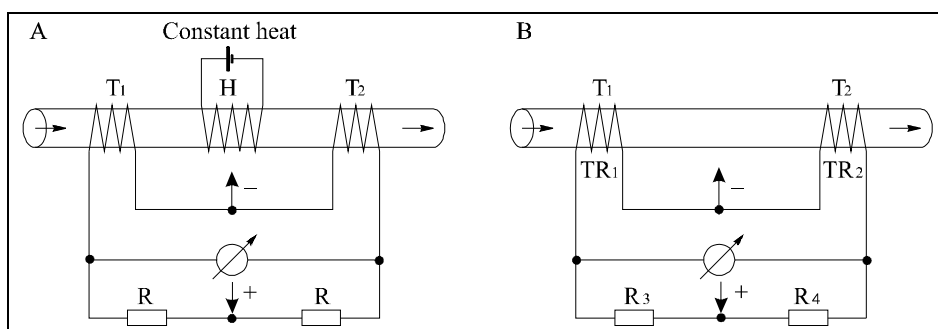 A
Constant heat
T1
H
T2
−
+
R
R
B
T1
T2
TR1
TR2
−
+
R3
R4